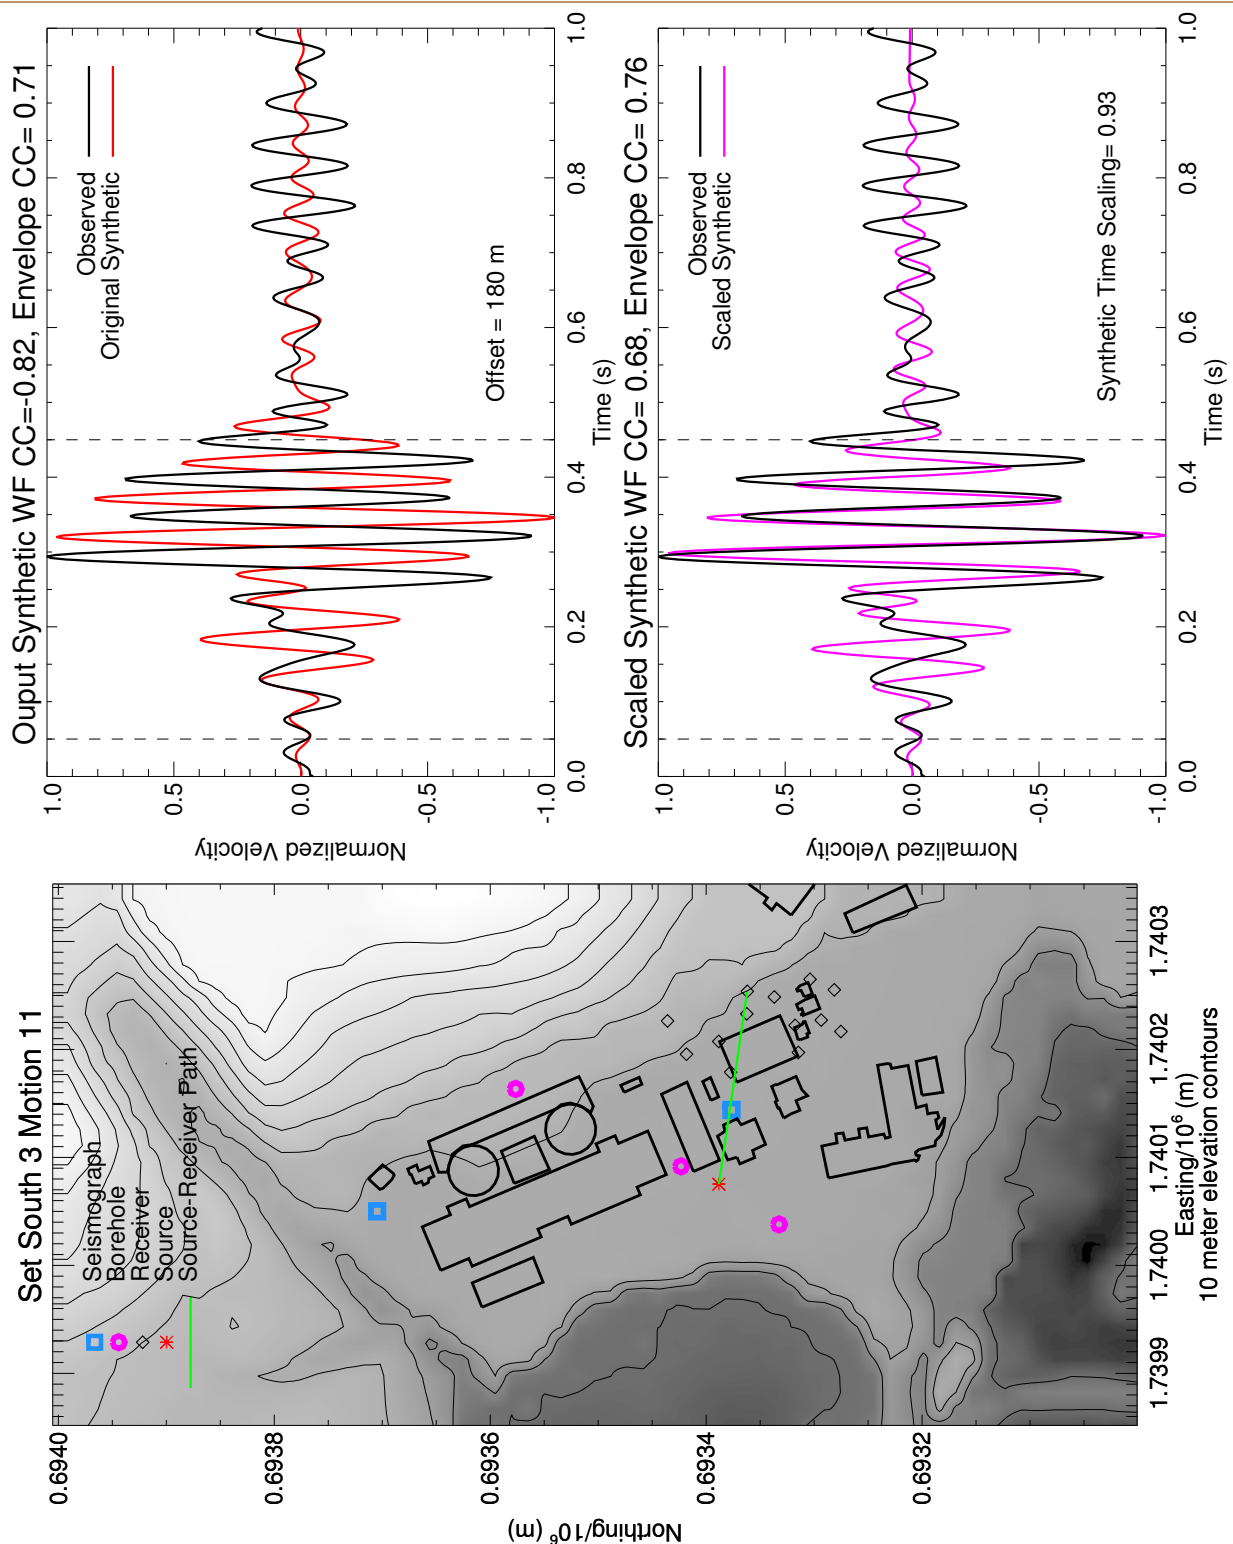 Set South 3 Motion 11
Seismograph
Borehole
Receiver
Source
Source-Receiver Path
Northing/10⁶ (m)
0.6940
0.6938
0.6936
0.6934
0.6932
1.7399
1.7400
1.7401
1.7402
1.7403
Easting/10⁶ (m)
10 meter elevation contours
Ouput Synthetic WF CC=-0.82, Envelope CC= 0.71
Observed
Original Synthetic
Offset = 180 m
Normalized Velocity
1.0
0.5
0.0
-0.5
-1.0
0.0
0.2
0.4
0.6
0.8
1.0
Time (s)
Scaled Synthetic WF CC= 0.68, Envelope CC= 0.76
Observed
Scaled Synthetic
Synthetic Time Scaling= 0.93
Normalized Velocity
1.0
0.5
0.0
-0.5
-1.0
0.0
0.2
0.4
0.6
0.8
1.0
Time (s)